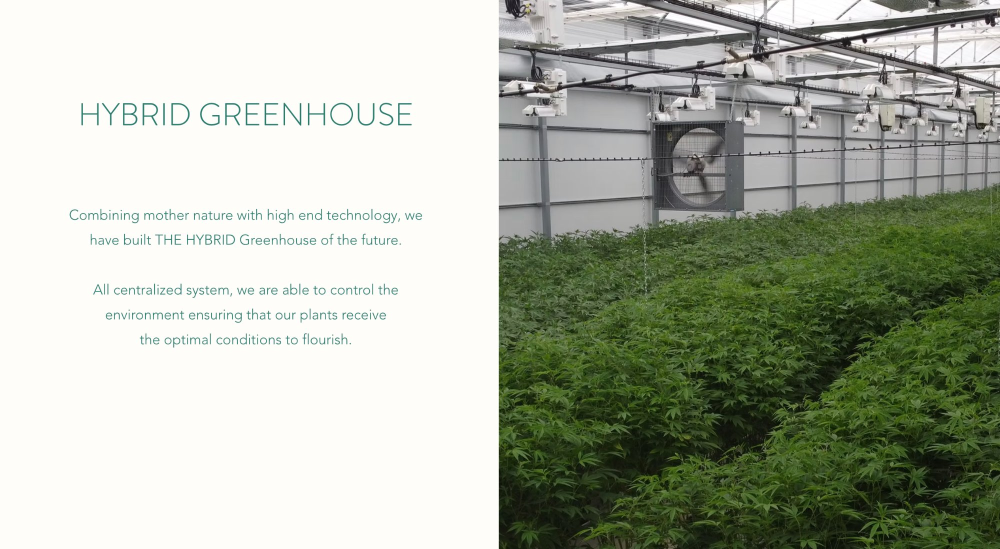 HYBRID GREENHOUSE
Combining mother nature with high end technology, we
have built THE HYBRID Greenhouse of the future.
All centralized system, we are able to control the
environment ensuring that our plants receive
the optimal conditions to flourish.